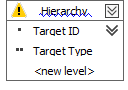 Hierarchy
Target ID
Target Type
<new level>